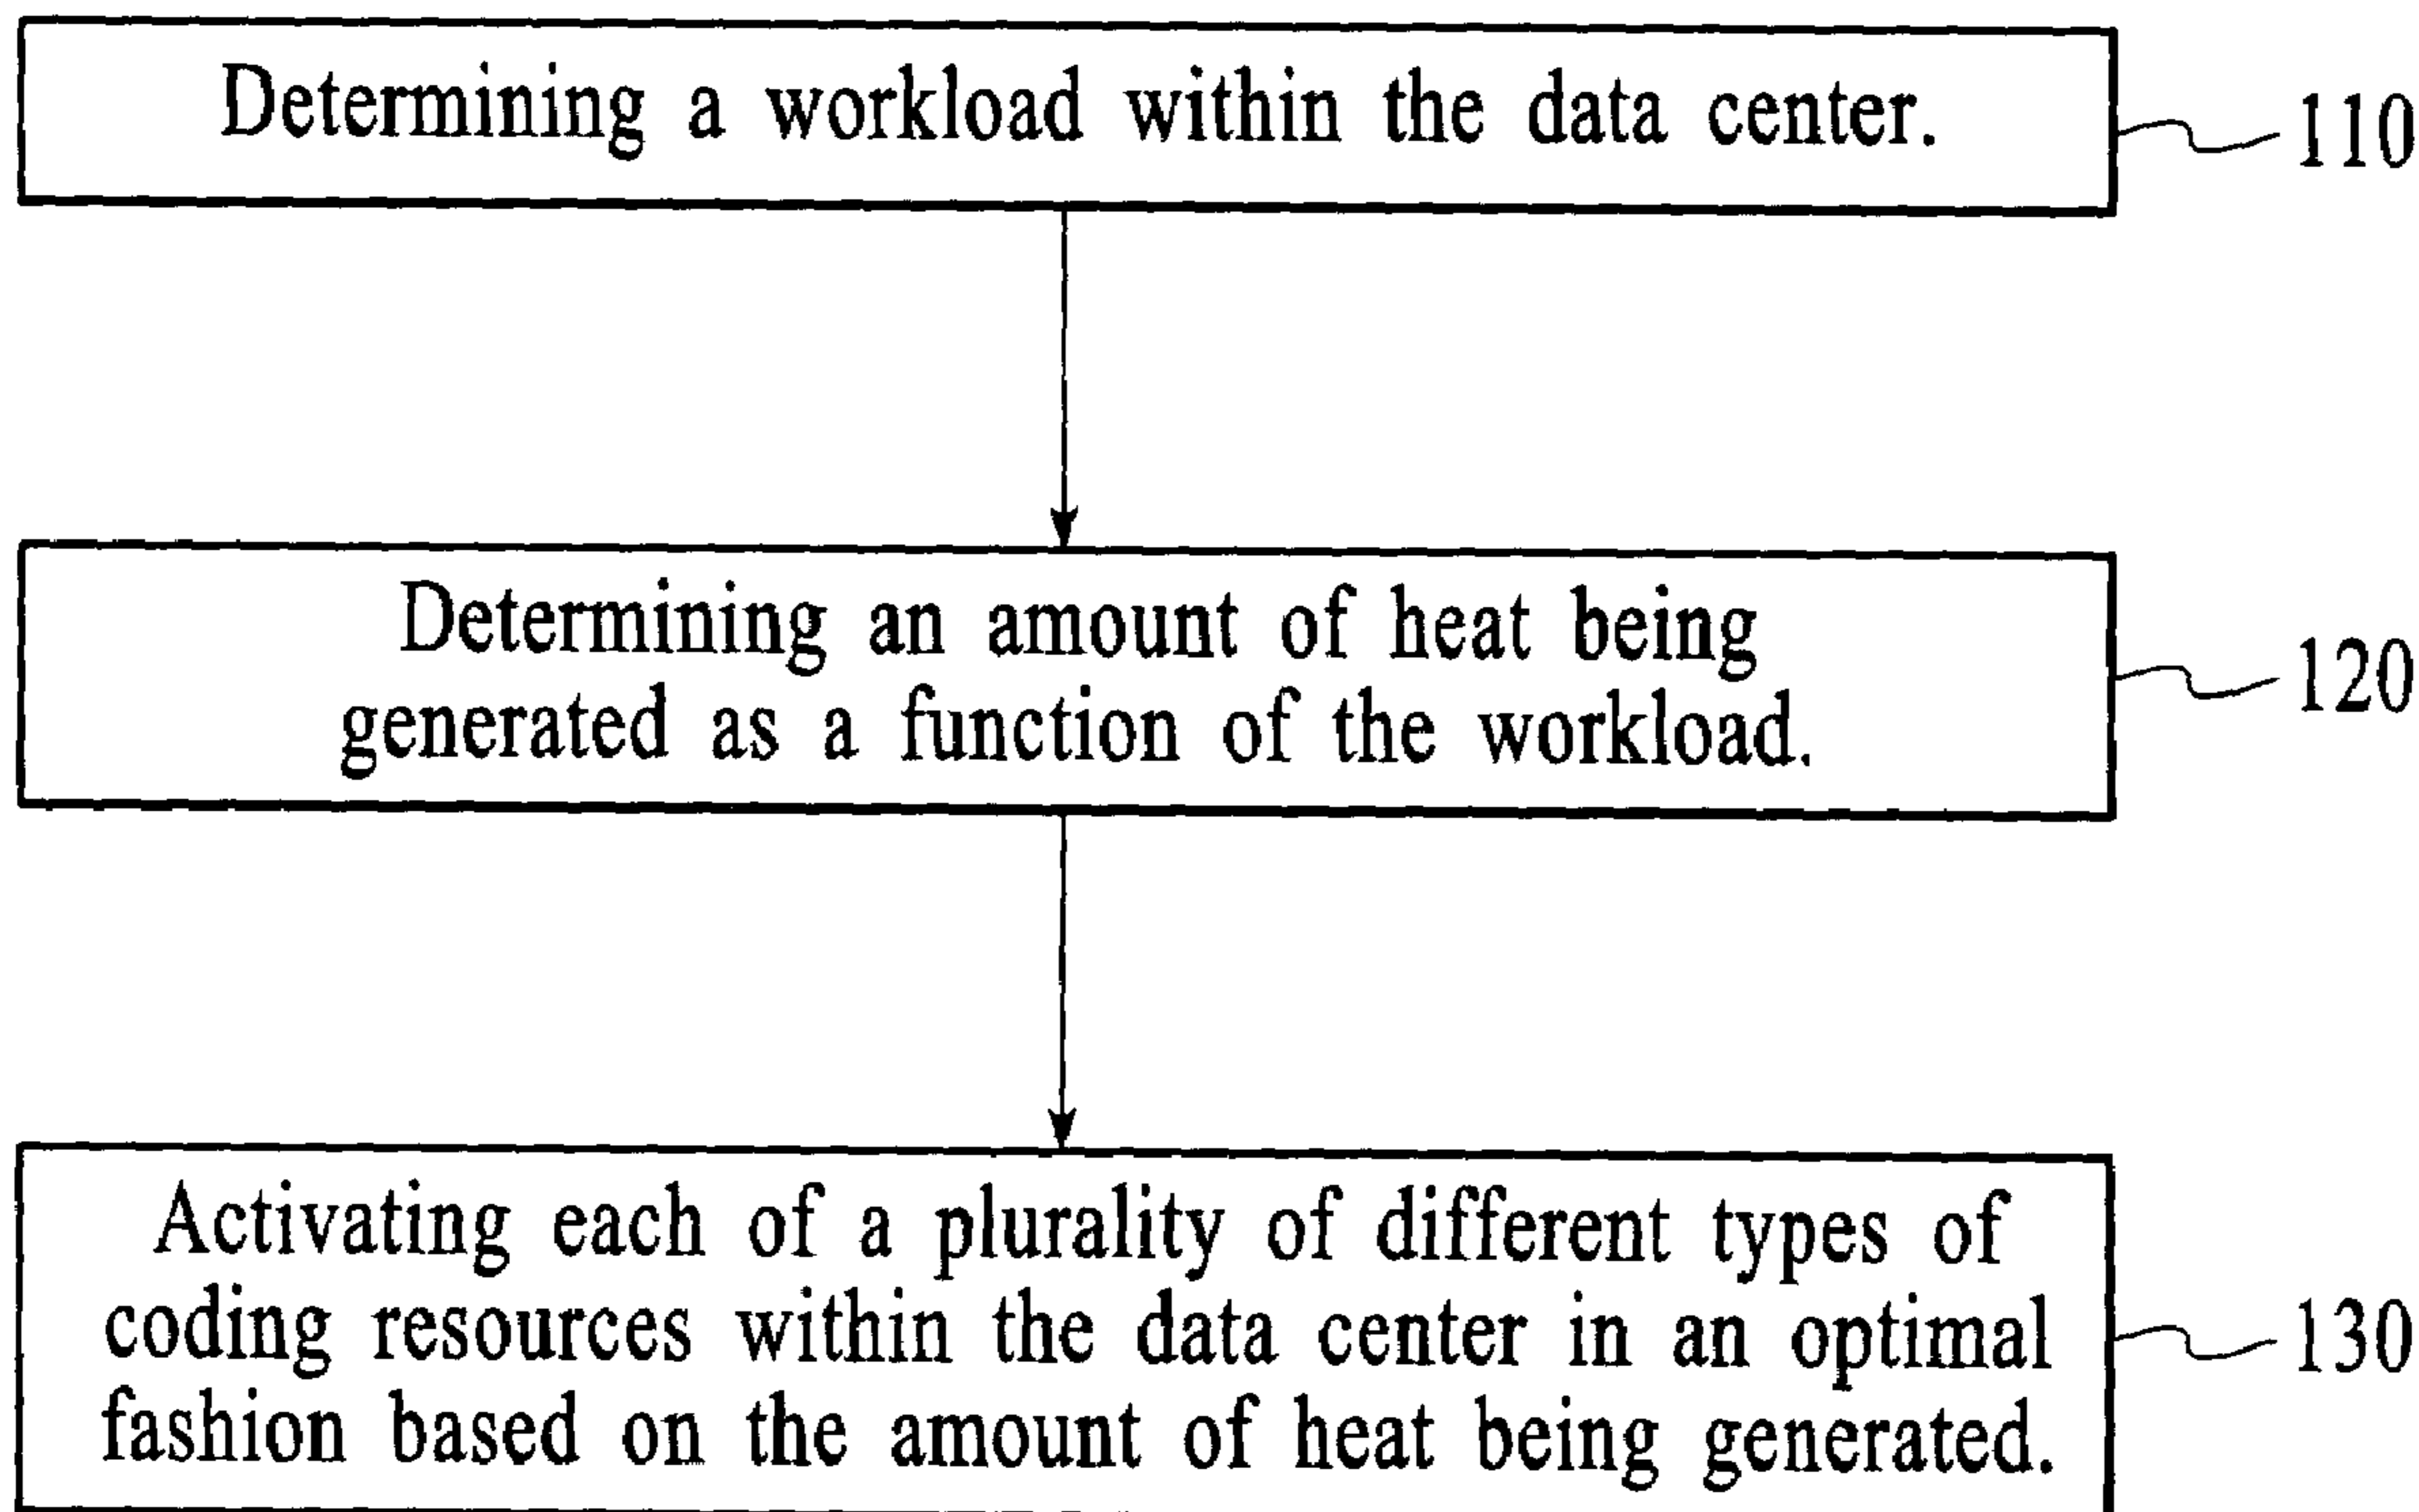 Determining a workload within the data center.
110
Determining an amount of heat being
generated as a function of the workload.
120
Activating each of a plurality of different types of
coding resources within the data center in an optimal
fashion based on the amount of heat being generated.
130